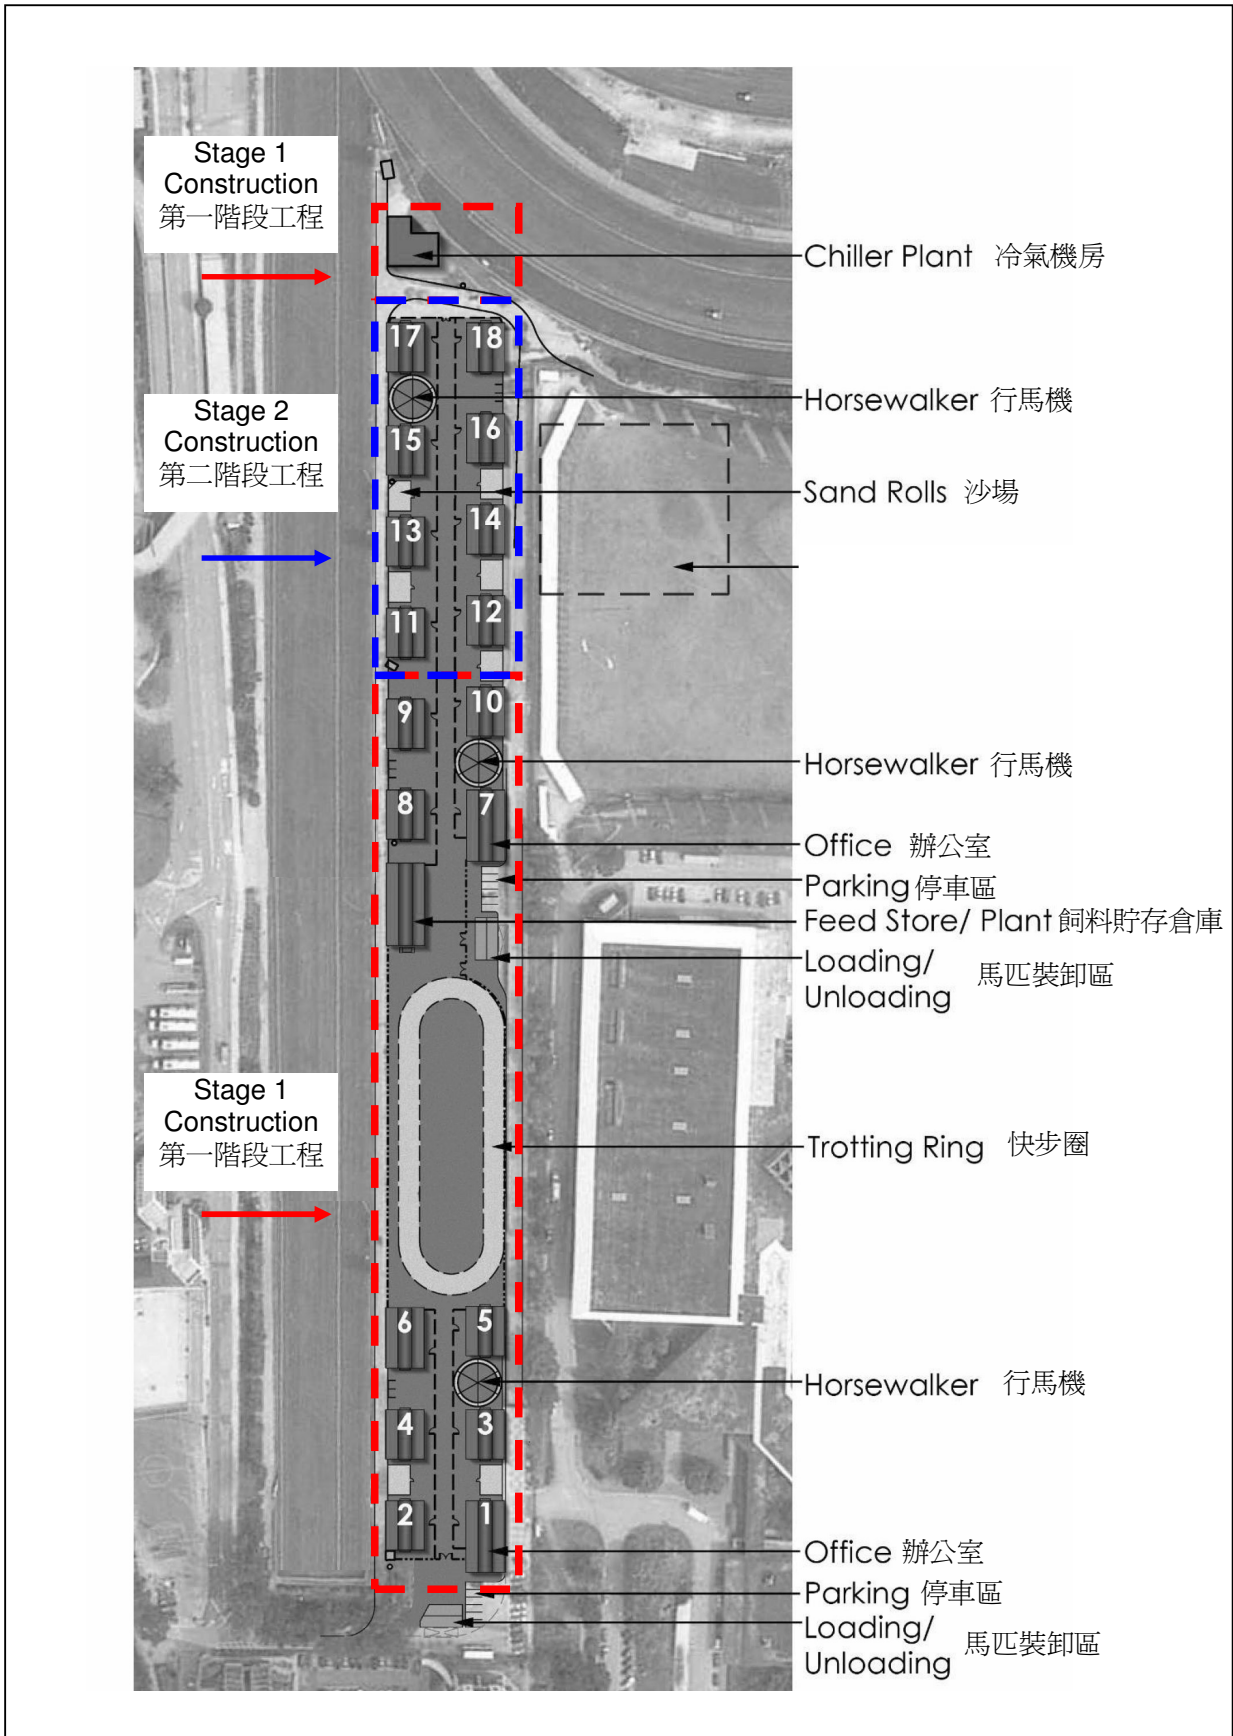 Stage 1
Construction
第一階段工程
Chiller Plant 冷氣機房
17
18
Horsewalker 行馬機
Stage 2
Construction
第二階段工程
15
16
Sand Rolls 沙場
13
14
11
12
9
10
Horsewalker 行馬機
8
7
Office 辦公室
Parking 停車區
Feed Store/ Plant 飼料貯存倉庫
Loading/
Unloading
馬匹裝卸區
Stage 1
Construction
第一階段工程
Trotting Ring 快步圈
6
5
Horsewalker 行馬機
4
3
2
1
Office 辦公室
Parking 停車區
Loading/
Unloading
馬匹裝卸區